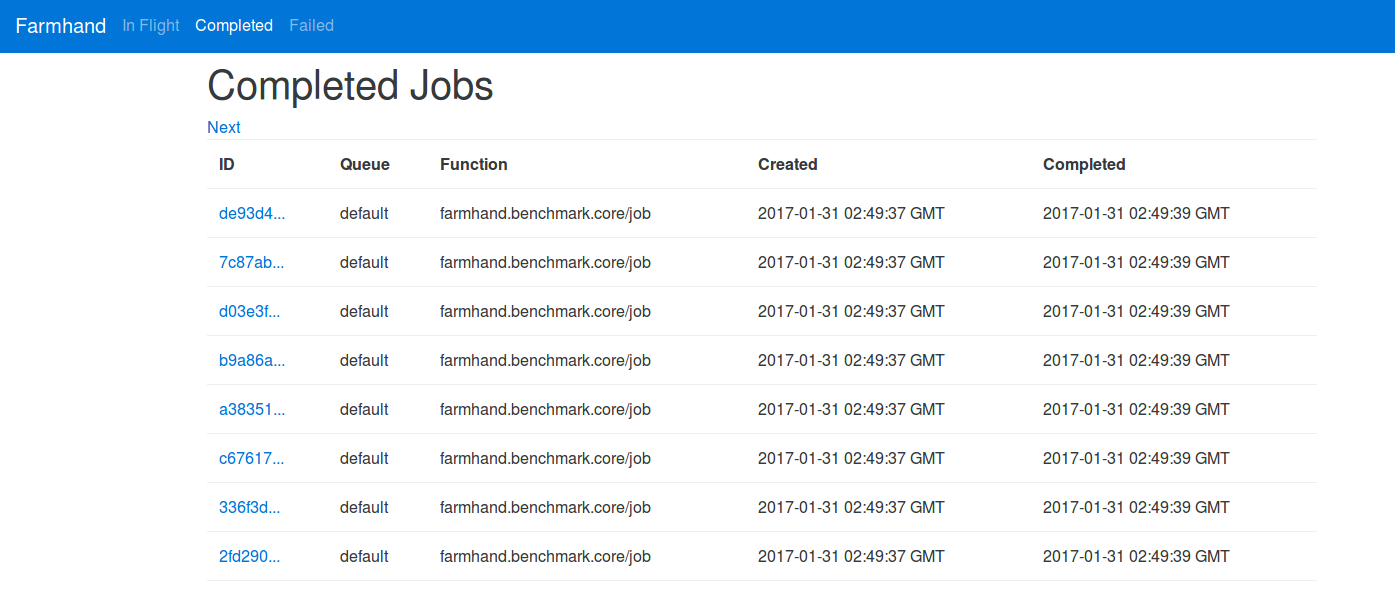 Farmhand In Flight Completed Failed
Completed Jobs
Next
ID Queue Function Created Completed
de93d4... default farmhand.benchmark.core/job 2017-01-31 02:49:37 GMT 2017-01-31 02:49:39 GMT
7c87ab... default farmhand.benchmark.core/job 2017-01-31 02:49:37 GMT 2017-01-31 02:49:39 GMT
d03e3f... default farmhand.benchmark.core/job 2017-01-31 02:49:37 GMT 2017-01-31 02:49:39 GMT
b9a86a... default farmhand.benchmark.core/job 2017-01-31 02:49:37 GMT 2017-01-31 02:49:39 GMT
a38351... default farmhand.benchmark.core/job 2017-01-31 02:49:37 GMT 2017-01-31 02:49:39 GMT
c67617... default farmhand.benchmark.core/job 2017-01-31 02:49:37 GMT 2017-01-31 02:49:39 GMT
336f3d... default farmhand.benchmark.core/job 2017-01-31 02:49:37 GMT 2017-01-31 02:49:39 GMT
2fd290... default farmhand.benchmark.core/job 2017-01-31 02:49:37 GMT 2017-01-31 02:49:39 GMT